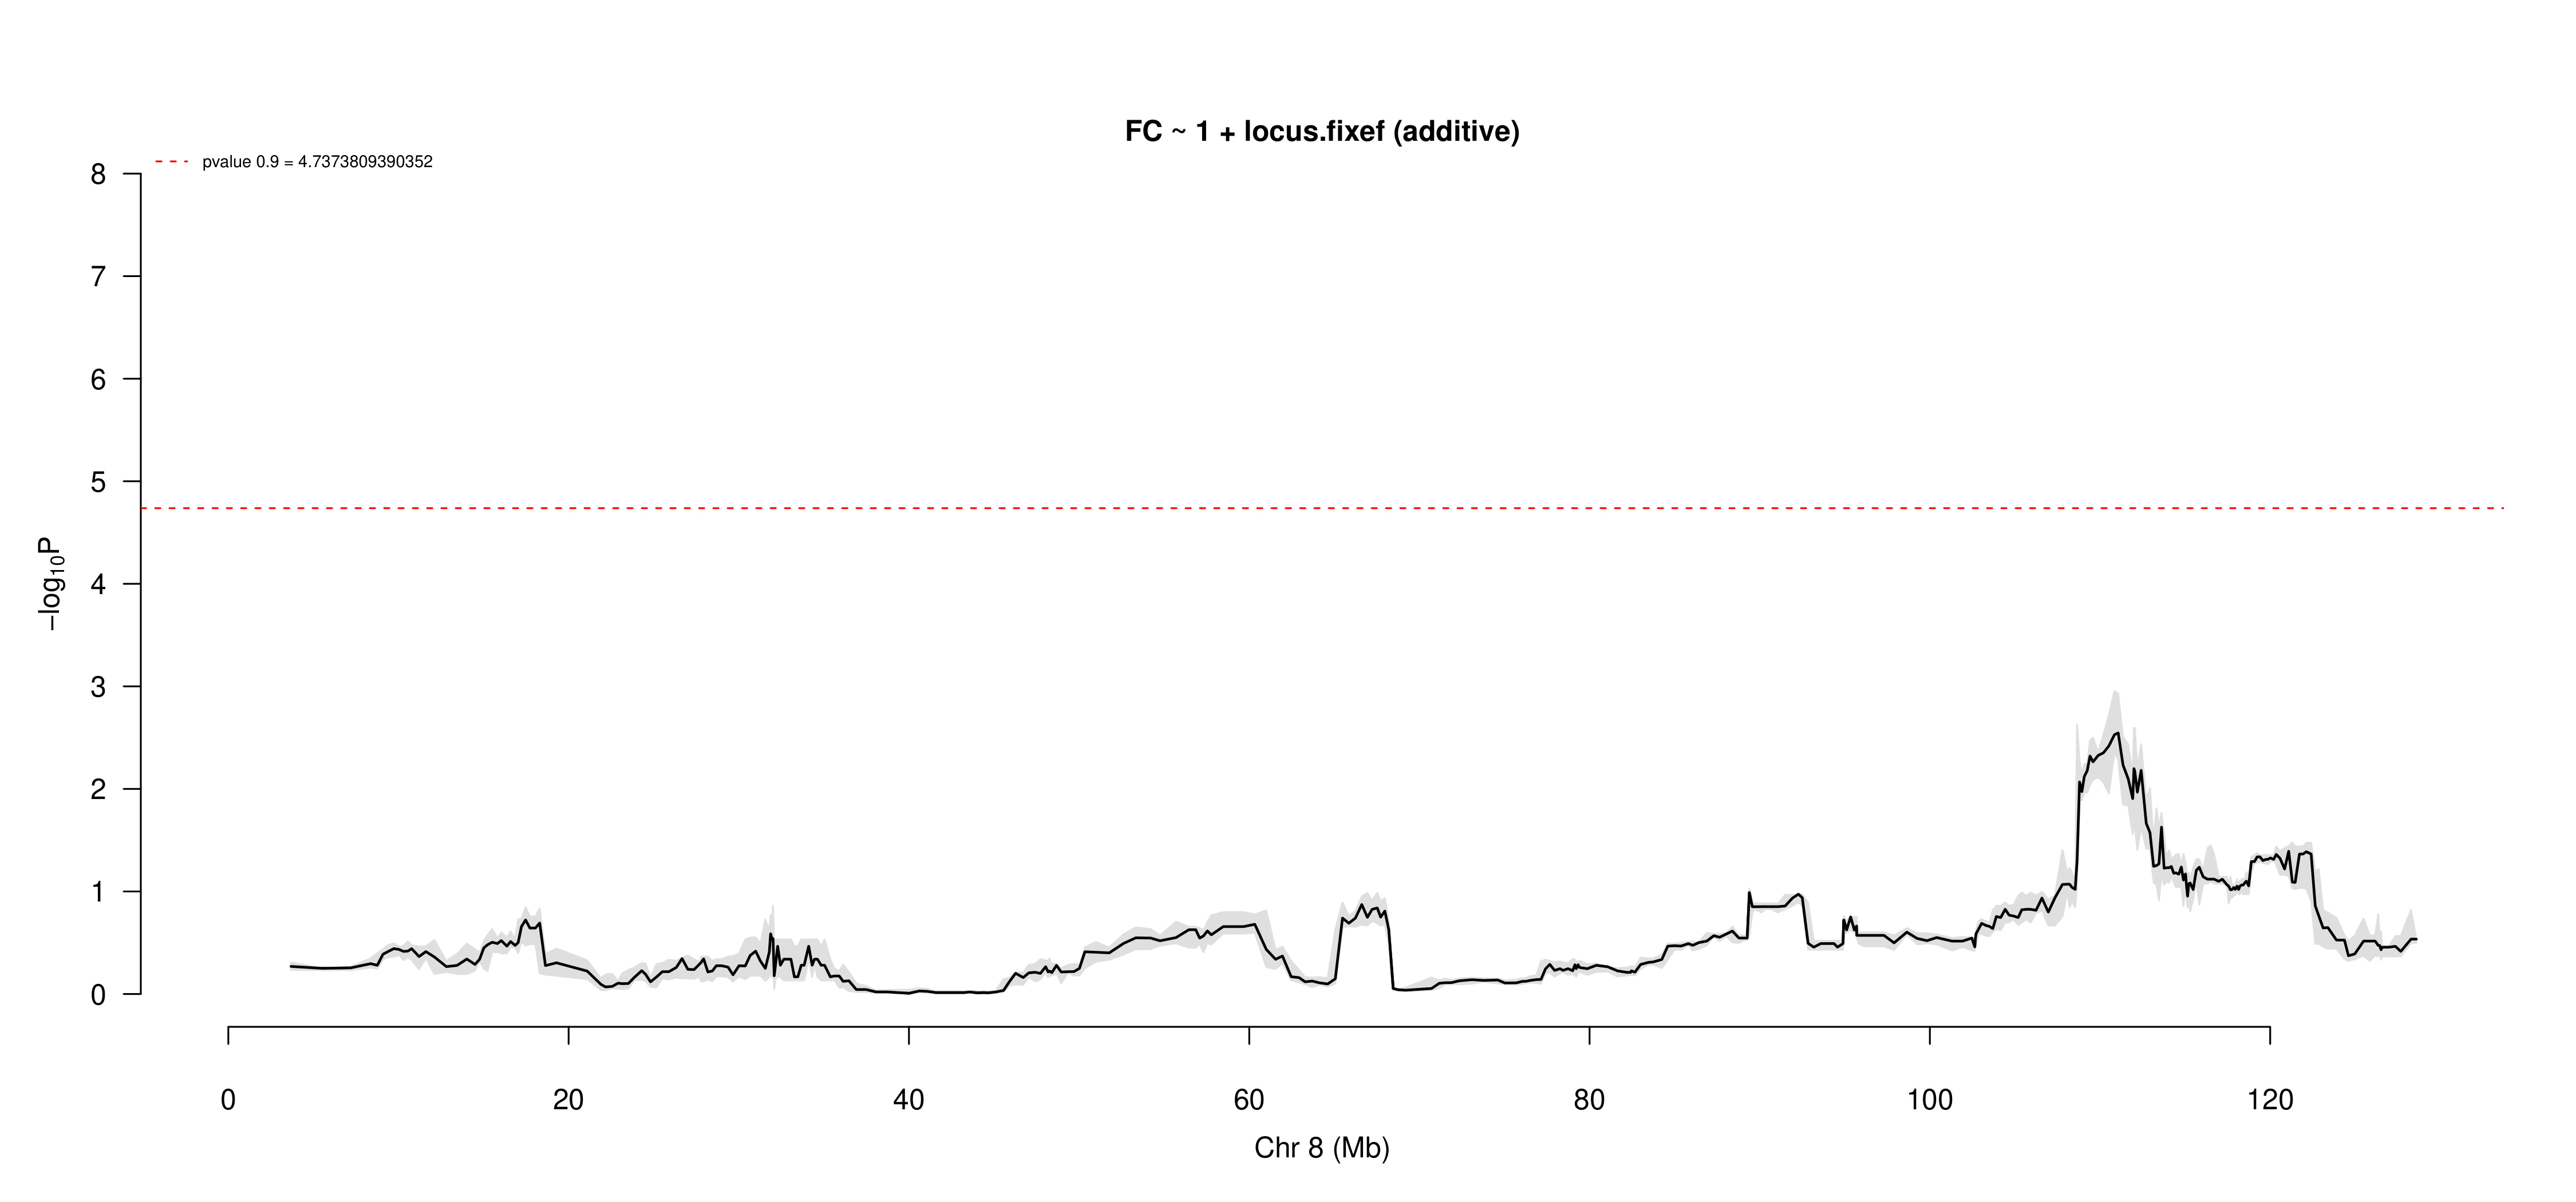 FC ~ 1 + locus.fixef (additive)
pvalue 0.9 = 4.7373809390352
8
7
6
5
4
3
2
1
0
−log10P
0 20 40 60 80 100 120
Chr 8 (Mb)